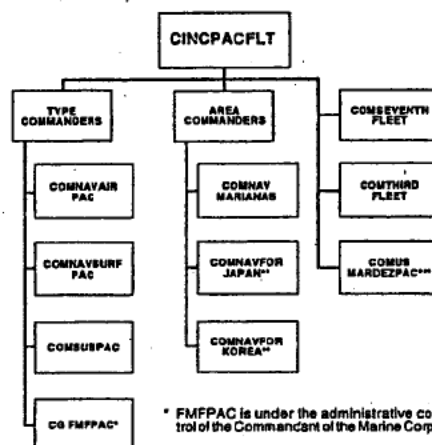 CINCPACFLT
TYPE
COMMANDERS
AREA
COMMANDERS
COMSEVENTH
FLEET
COMNAVAIR
PAC
COMNAV
MARIANAS
COMTHIRD
FLEET
COMNAVSURF
PAC
COMNAVFOR
JAPAN**
COMUS
MARDEZPAC***
COMSUBPAC
COMNAVFOR
KOREA**
CG FMFPAC*
* FMFPAC is under the administrative co
trol of the Commandant of the Marine Corp